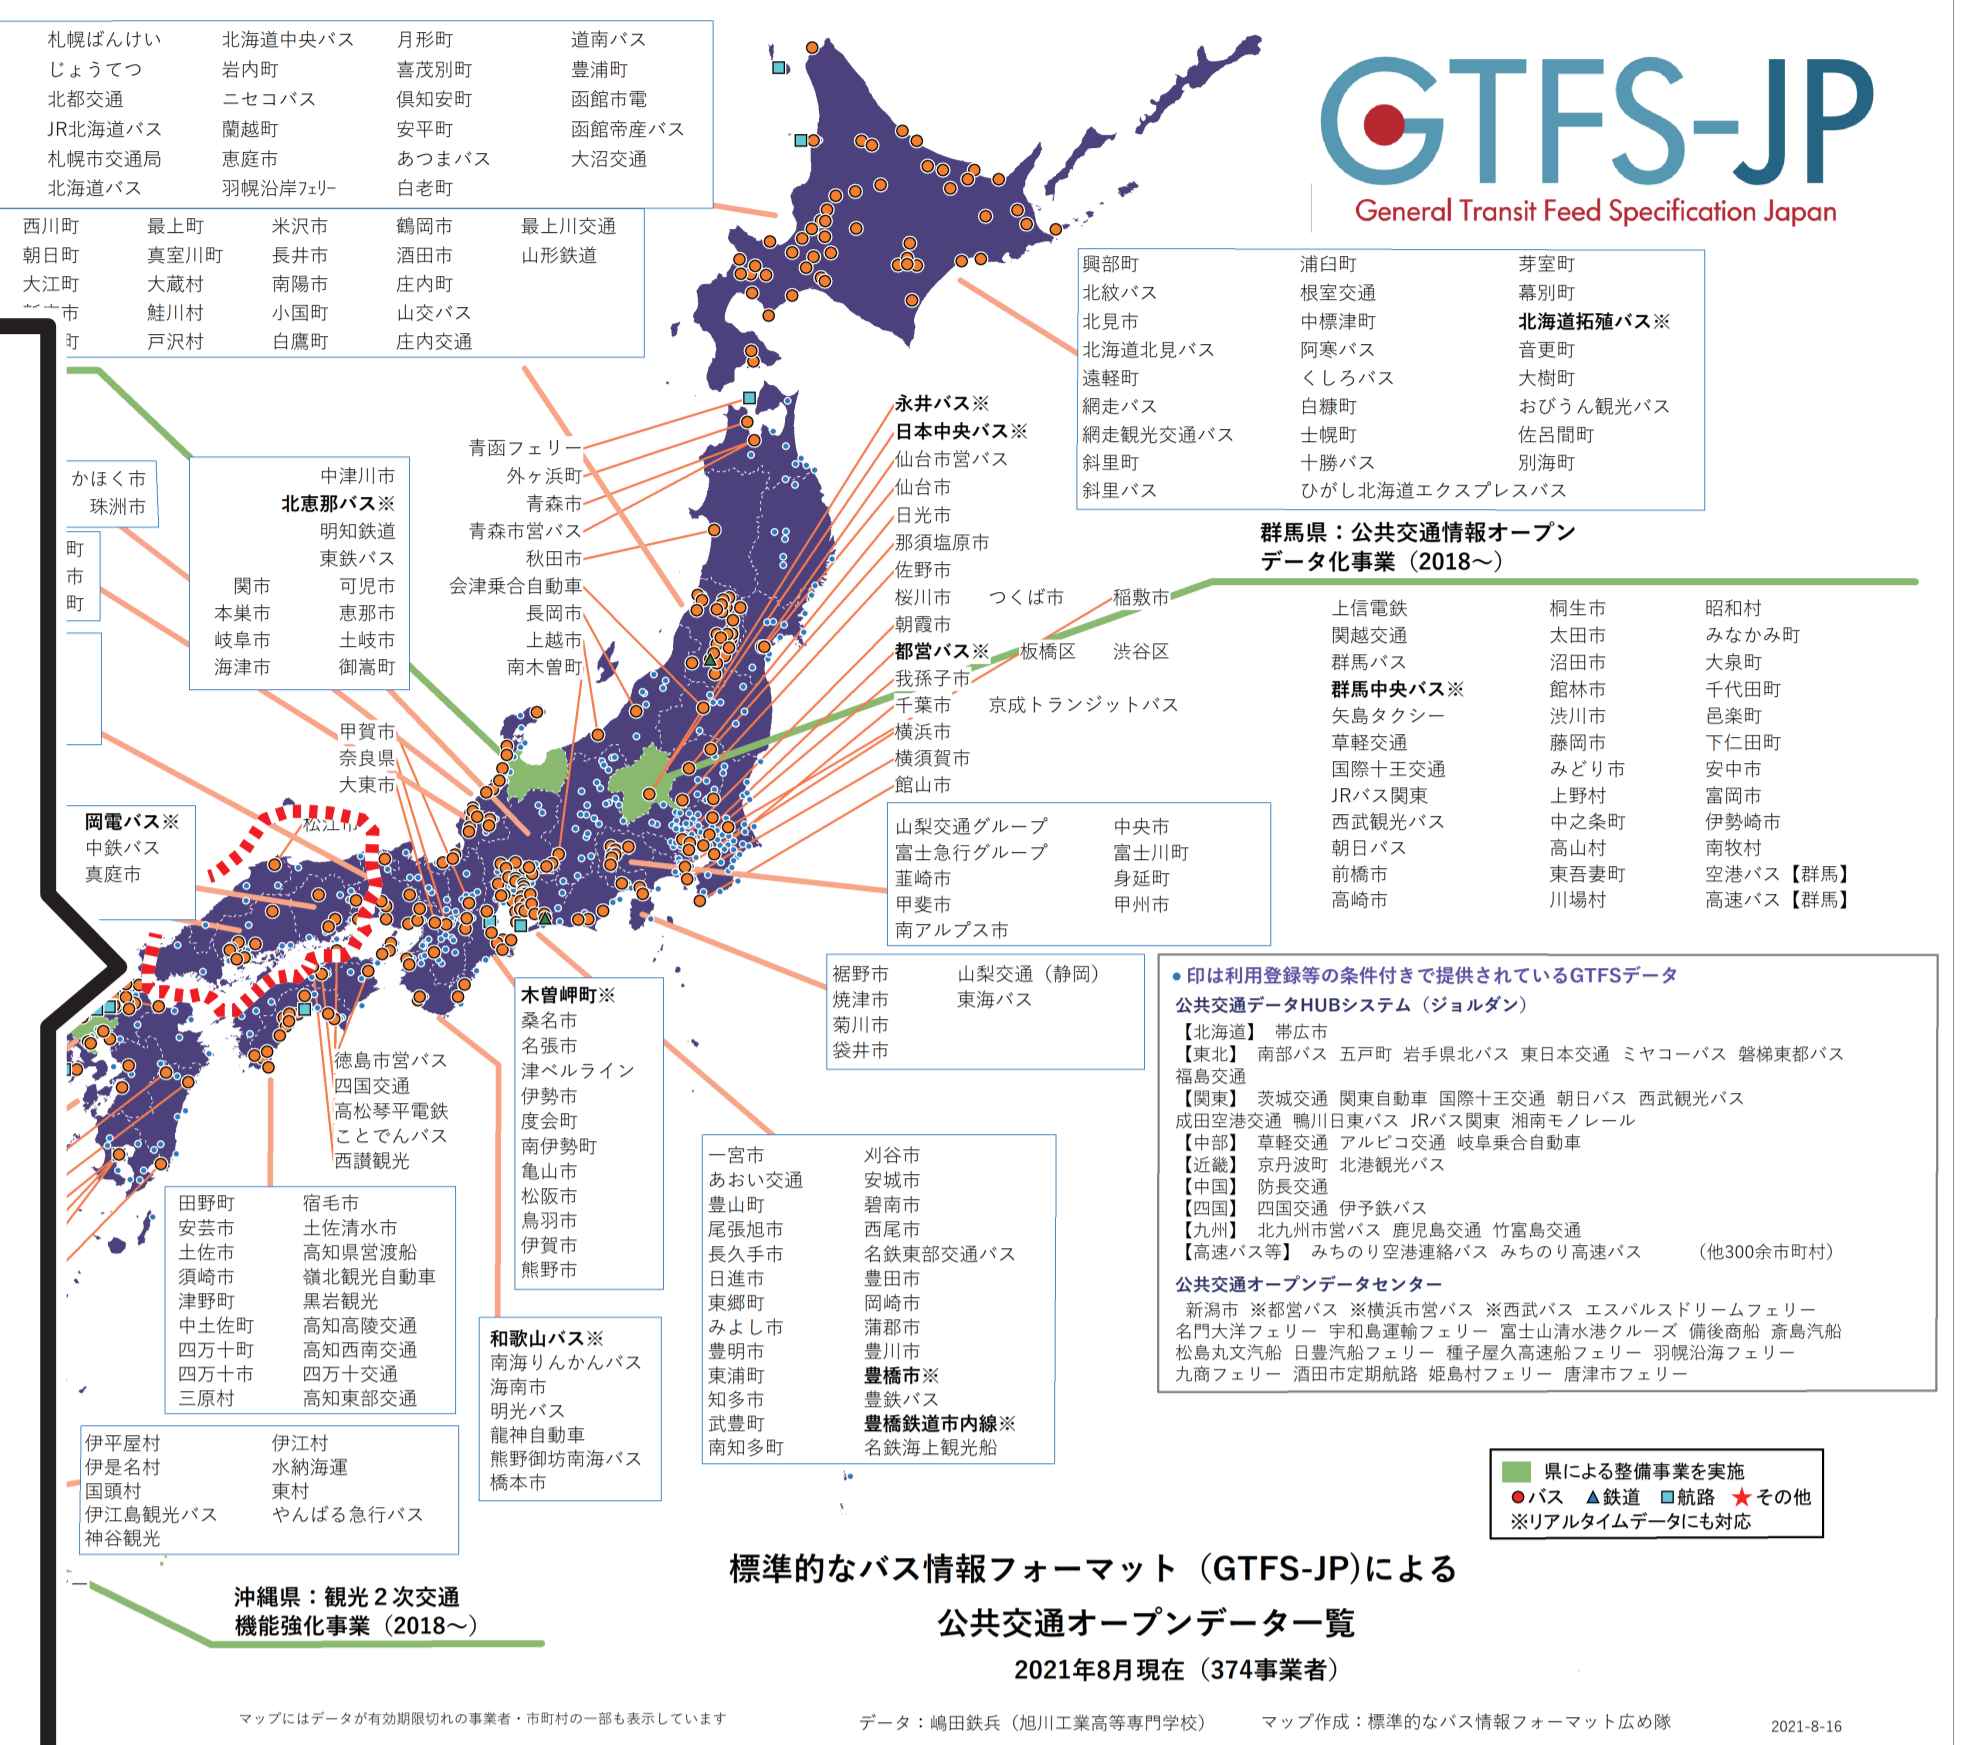 札幌ばんけい 北海道中央バス 月形町 道南バス
じょうてつ 岩内町 喜茂別町 豊浦町
北都交通 ニセコバス 倶知安町 函館市電
JR北海道バス 蘭越町 安平町 函館帝産バス
札幌市交通局 恵庭市 あつまバス 大沼交通
北海道バス 羽幌沿岸フェリー 白老町
GTFS-JP
General Transit Feed Specification Japan
西川町 最上町 米沢市 鶴岡市 最上川交通
朝日町 真室川町 長井市 酒田市 山形鉄道
大江町 大蔵村 南陽市 庄内町
市 鮭川村 小国町 山交バス
町 戸沢村 白鷹町 庄内交通
興部町 浦臼町 芽室町
北紋バス 根室交通 幕別町
北見市 中標津町 北海道拓殖バス※
北海道北見バス 阿寒バス 音更町
遠軽町 くしろバス 大樹町
網走バス 白糠町 おびうん観光バス
網走観光交通バス 士幌町 佐呂間町
斜里町 十勝バス 別海町
斜里バス ひがし北海道エクスプレスバス
かほく市
珠洲市
町
市
町
中津川市
北恵那バス※
明知鉄道
東鉄バス
関市 可児市
本巣市 恵那市
岐阜市 土岐市
海津市 御嵩町
青函フェリー
外ヶ浜町
青森市
青森市営バス
秋田市
会津乗合自動車
長岡市
上越市
南木曽町
永井バス※
日本中央バス※
仙台市営バス
仙台市
日光市
那須塩原市
佐野市
桜川市 つくば市 稲敷市
朝霞市
都営バス※ 板橋区 渋谷区
我孫子市
千葉市 京成トランジットバス
横浜市
横須賀市
館山市
群馬県：公共交通情報オープン
データ化事業（2018～）
上信電鉄 桐生市 昭和村
関越交通 太田市 みなかみ町
群馬バス 沼田市 大泉町
群馬中央バス※ 館林市 千代田町
矢島タクシー 渋川市 邑楽町
草軽交通 藤岡市 下仁田町
国際十王交通 みどり市 安中市
JRバス関東 上野村 富岡市
西武観光バス 中之条町 伊勢崎市
朝日バス 高山村 南牧村
前橋市 東吾妻町 空港バス【群馬】
高崎市 川場村 高速バス【群馬】
甲賀市
奈良県
大東市
松江市
岡電バス※
中鉄バス
真庭市
山梨交通グループ 中央市
富士急行グループ 富士川町
韮崎市 身延町
甲斐市 甲州市
南アルプス市
裾野市 山梨交通（静岡）
焼津市 東海バス
菊川市
袋井市
木曽岬町※
桑名市
名張市
津ベルライン
伊勢市
度会町
南伊勢町
亀山市
松阪市
鳥羽市
伊賀市
熊野市
徳島市営バス
四国交通
高松琴平電鉄
ことでんバス
西讃観光
田野町 宿毛市
安芸市 土佐清水市
土佐市 高知県営渡船
須崎市 嶺北観光自動車
津野町 黒岩観光
中土佐町 高知高陵交通
四万十町 高知西南交通
四万十市 四万十交通
三原村 高知東部交通
和歌山バス※
南海りんかんバス
海南市
明光バス
龍神自動車
熊野御坊南海バス
橋本市
一宮市 刈谷市
あおい交通 安城市
豊山町 碧南市
尾張旭市 西尾市
長久手市 名鉄東部交通バス
日進市 豊田市
東郷町 岡崎市
みよし市 蒲郡市
豊明市 豊川市
東浦町 豊橋市※
知多市 豊鉄バス
武豊町 豊橋鉄道市内線※
南知多町 名鉄海上観光船
●印は利用登録等の条件付きで提供されているGTFSデータ
公共交通データHUBシステム（ジョルダン）
【北海道】 帯広市
【東北】 南部バス 五戸町 岩手県北バス 東日本交通 ミヤコーバス 磐梯東都バス
福島交通
【関東】 茨城交通 関東自動車 国際十王交通 朝日バス 西武観光バス
成田空港交通 鴨川日東バス JRバス関東 湘南モノレール
【中部】 草軽交通 アルピコ交通 岐阜乗合自動車
【近畿】 京丹波町 北港観光バス
【中国】 防長交通
【四国】 四国交通 伊予鉄バス
【九州】 北九州市営バス 鹿児島交通 竹富島交通
【高速バス等】 みちのり空港連絡バス みちのり高速バス （他300余市町村）
公共交通オープンデータセンター
新潟市 ※都営バス ※横浜市営バス ※西武バス エスパルスドリームフェリー
名門大洋フェリー 宇和島運輸フェリー 富士山清水港クルーズ 備後商船 斎島汽船
松島丸文汽船 日豊汽船フェリー 種子屋久高速船フェリー 羽幌沿海フェリー
九商フェリー 酒田市定期航路 姫島村フェリー 唐津市フェリー
伊平屋村 伊江村
伊是名村 水納海運
国頭村 東村
伊江島観光バス やんばる急行バス
神谷観光
沖縄県：観光２次交通
機能強化事業（2018～）
県による整備事業を実施
バス 鉄道 航路 その他
※リアルタイムデータにも対応
標準的なバス情報フォーマット（GTFS-JP)による
公共交通オープンデータ一覧
2021年8月現在（374事業者）
マップにはデータが有効期限切れの事業者・市町村の一部も表示しています
データ：嶋田鉄兵（旭川工業高等専門学校）
マップ作成：標準的なバス情報フォーマット広め隊
2021-8-16